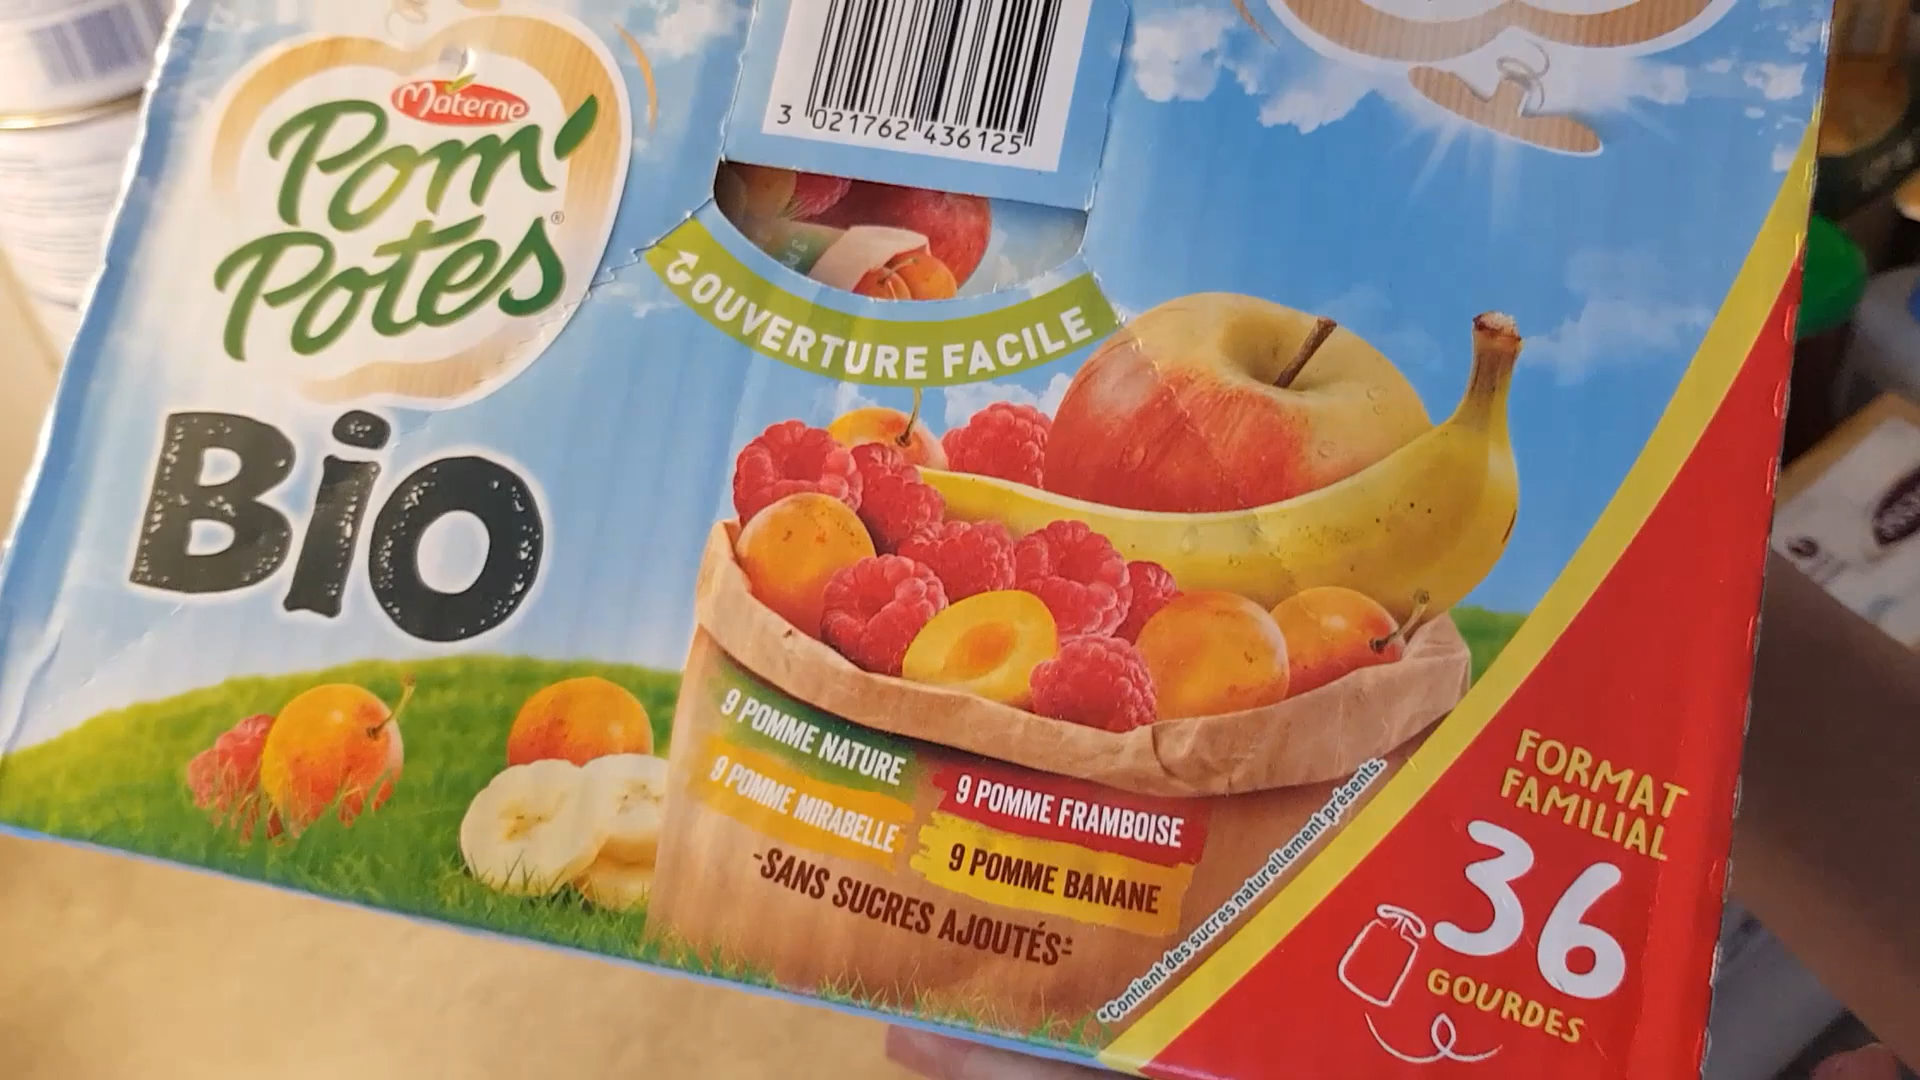 Materne
Pom'
Potes®
Bio
3 021762 436125
OUVERTURE FACILE
9 POMME NATURE
9 POMME MIRABELLE
9 POMME FRAMBOISE
9 POMME BANANE
-SANS SUCRES AJOUTÉS*-
*Contient des sucres naturellement présents.
FORMAT
FAMILIAL
36
GOURDES